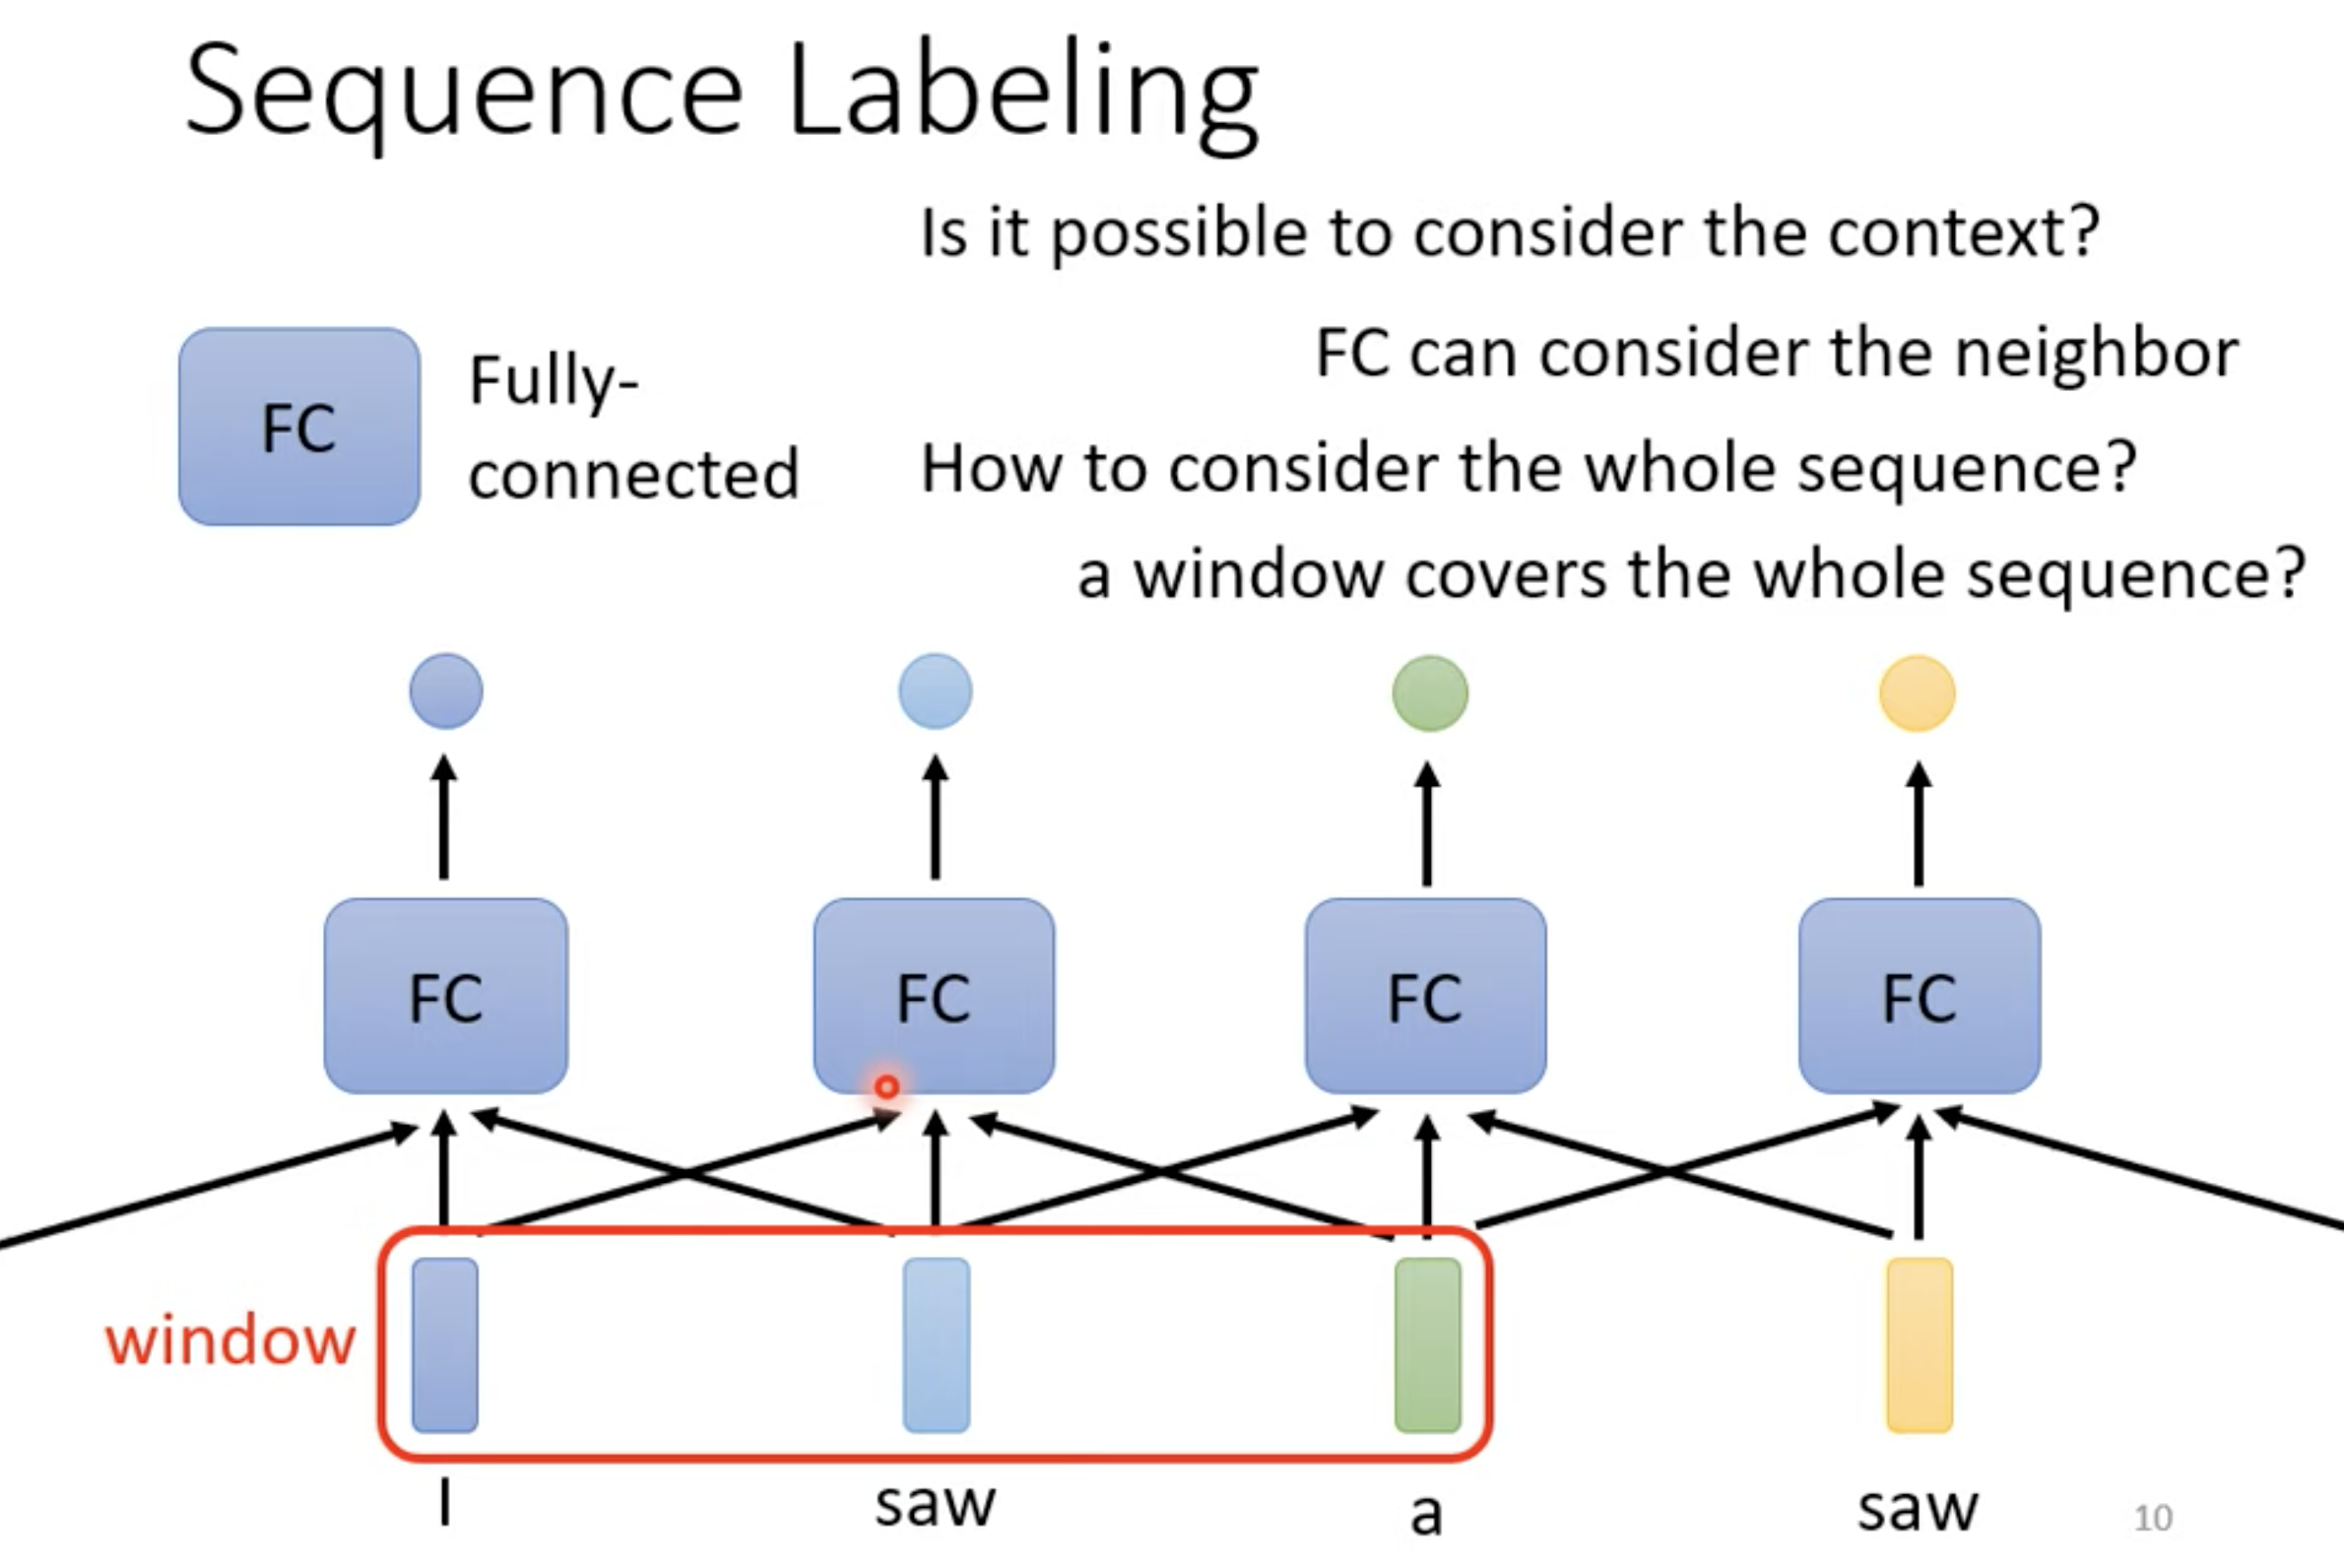 Sequence Labeling
Is it possible to consider the context?
FC can consider the neighbor
FC
Fully-
connected
How to consider the whole sequence?
a window covers the whole sequence?
FC
FC
FC
FC
window
I
saw
a
saw
10